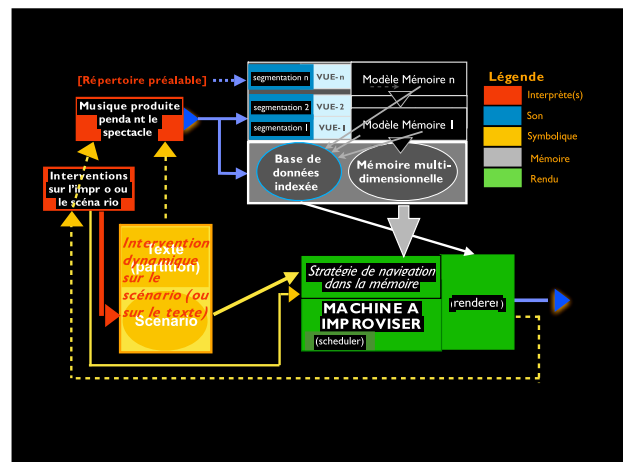 [Répertoire préalable]
Musique produite
penda nt le
spectacle
Interventions
sur l'impr o ou
le scéna rio
segmentation n
VUE-n
Modèle Mémoire n
segmentation 2
VUE-2
segmentation 1
VUE-1
Modèle Mémoire 1
Base de
données
indexée
Mémoire multi-
dimensionnelle
Légende
Interprète(s)
Son
Symbolique
Mémoire
Rendu
Intervention
dynamique
sur le
scénario (ou
sur le texte)
Texte
(partition)
Scénario
Stratégie de navigation
dans la mémoire
MACHINE A
IMPROVISER
(scheduler)
(renderer)